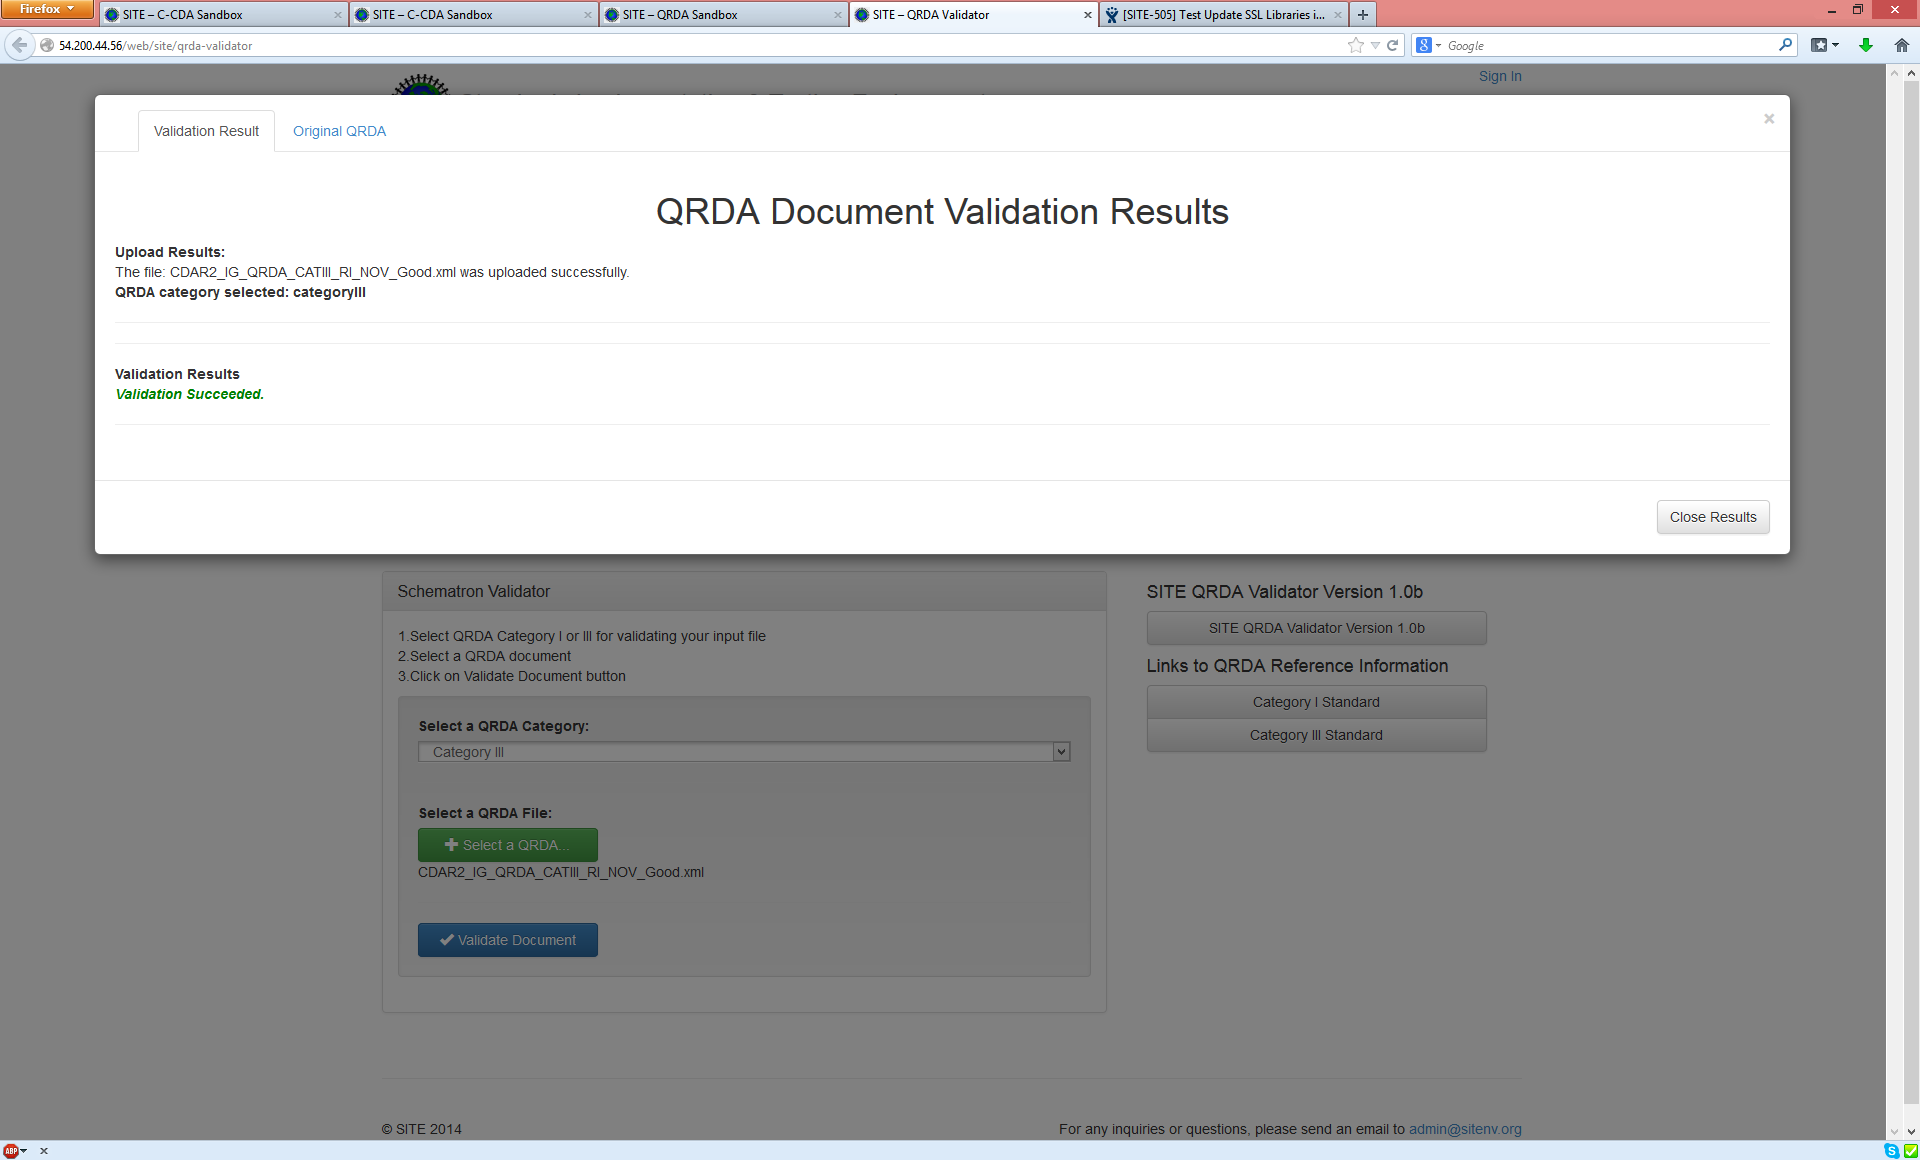 Firefox
SITE – C-CDA Sandbox
SITE – C-CDA Sandbox
SITE – QRDA Sandbox
SITE – QRDA Validator
[SITE-505] Test Update SSL Libraries i...
54.200.44.56/web/site/qrda-validator
Google
Sign In
Validation Result
Original QRDA
QRDA Document Validation Results
Upload Results:
The file: CDAR2_IG_QRDA_CATIII_RI_NOV_Good.xml was uploaded successfully.
QRDA category selected: categoryIII
Validation Results
Validation Succeeded.
Close Results
Schematron Validator
1.Select QRDA Category I or III for validating your input file
2.Select a QRDA document
3.Click on Validate Document button
Select a QRDA Category:
Category III
Select a QRDA File:
Select a QRDA...
CDAR2_IG_QRDA_CATIII_RI_NOV_Good.xml
Validate Document
SITE QRDA Validator Version 1.0b
SITE QRDA Validator Version 1.0b
Links to QRDA Reference Information
Category I Standard
Category III Standard
© SITE 2014
For any inquiries or questions, please send an email to admin@sitenv.org
ABP